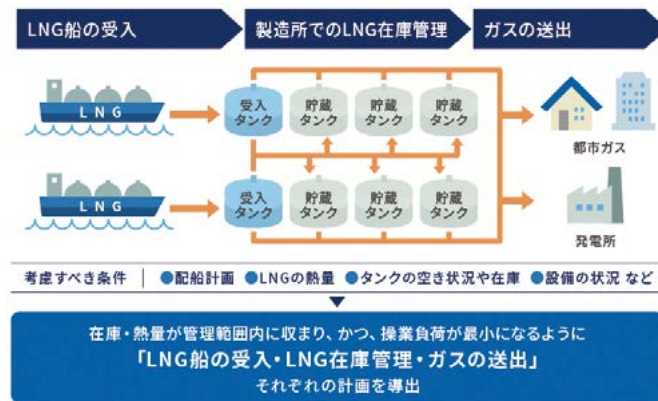 LNG船の受入
製造所でのLNG在庫管理
ガスの送出
LNG
受入
タンク
貯蔵
タンク
貯蔵
タンク
貯蔵
タンク
都市ガス
LNG
受入
タンク
貯蔵
タンク
貯蔵
タンク
貯蔵
タンク
発電所
考慮すべき条件 | ●配船計画 ●LNGの熱量 ●タンクの空き状況や在庫 ●設備の状況 など
在庫・熱量が管理範囲内に収まり、かつ、操業負荷が最小になるように
「LNG船の受入・LNG在庫管理・ガスの送出」
それぞれの計画を導出